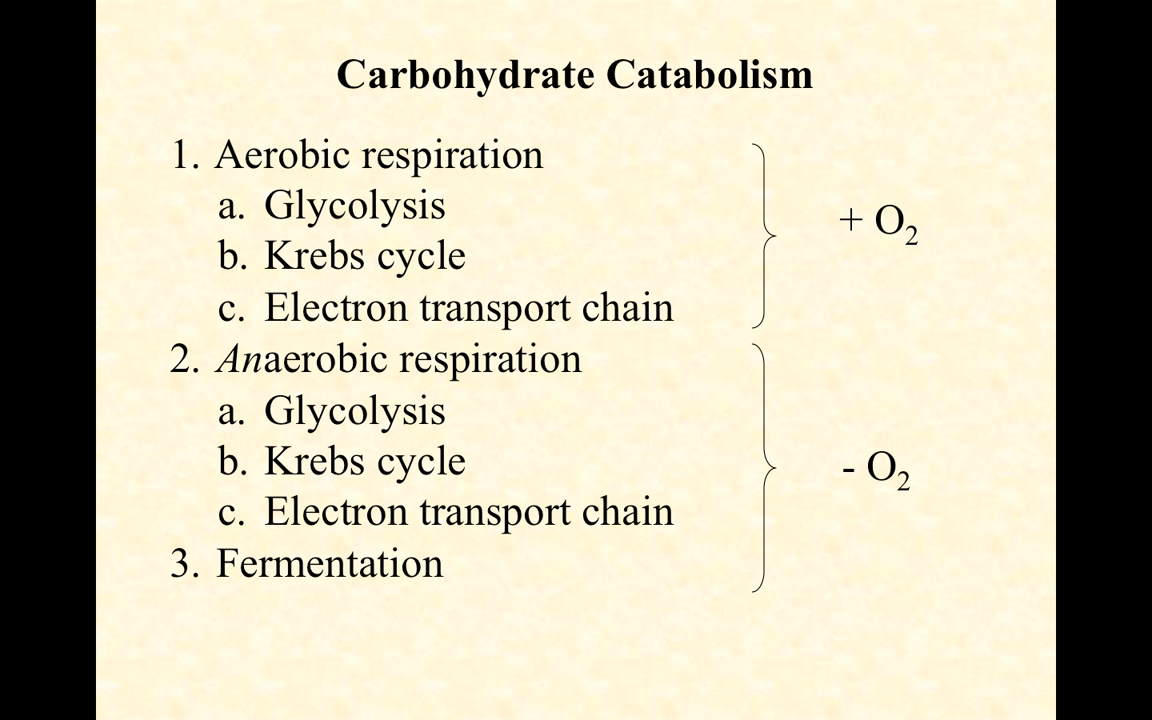 Carbohydrate Catabolism
1. Aerobic respiration
a. Glycolysis
b. Krebs cycle
c. Electron transport chain
+ O₂
2. Anaerobic respiration
a. Glycolysis
b. Krebs cycle
c. Electron transport chain
3. Fermentation
- O₂